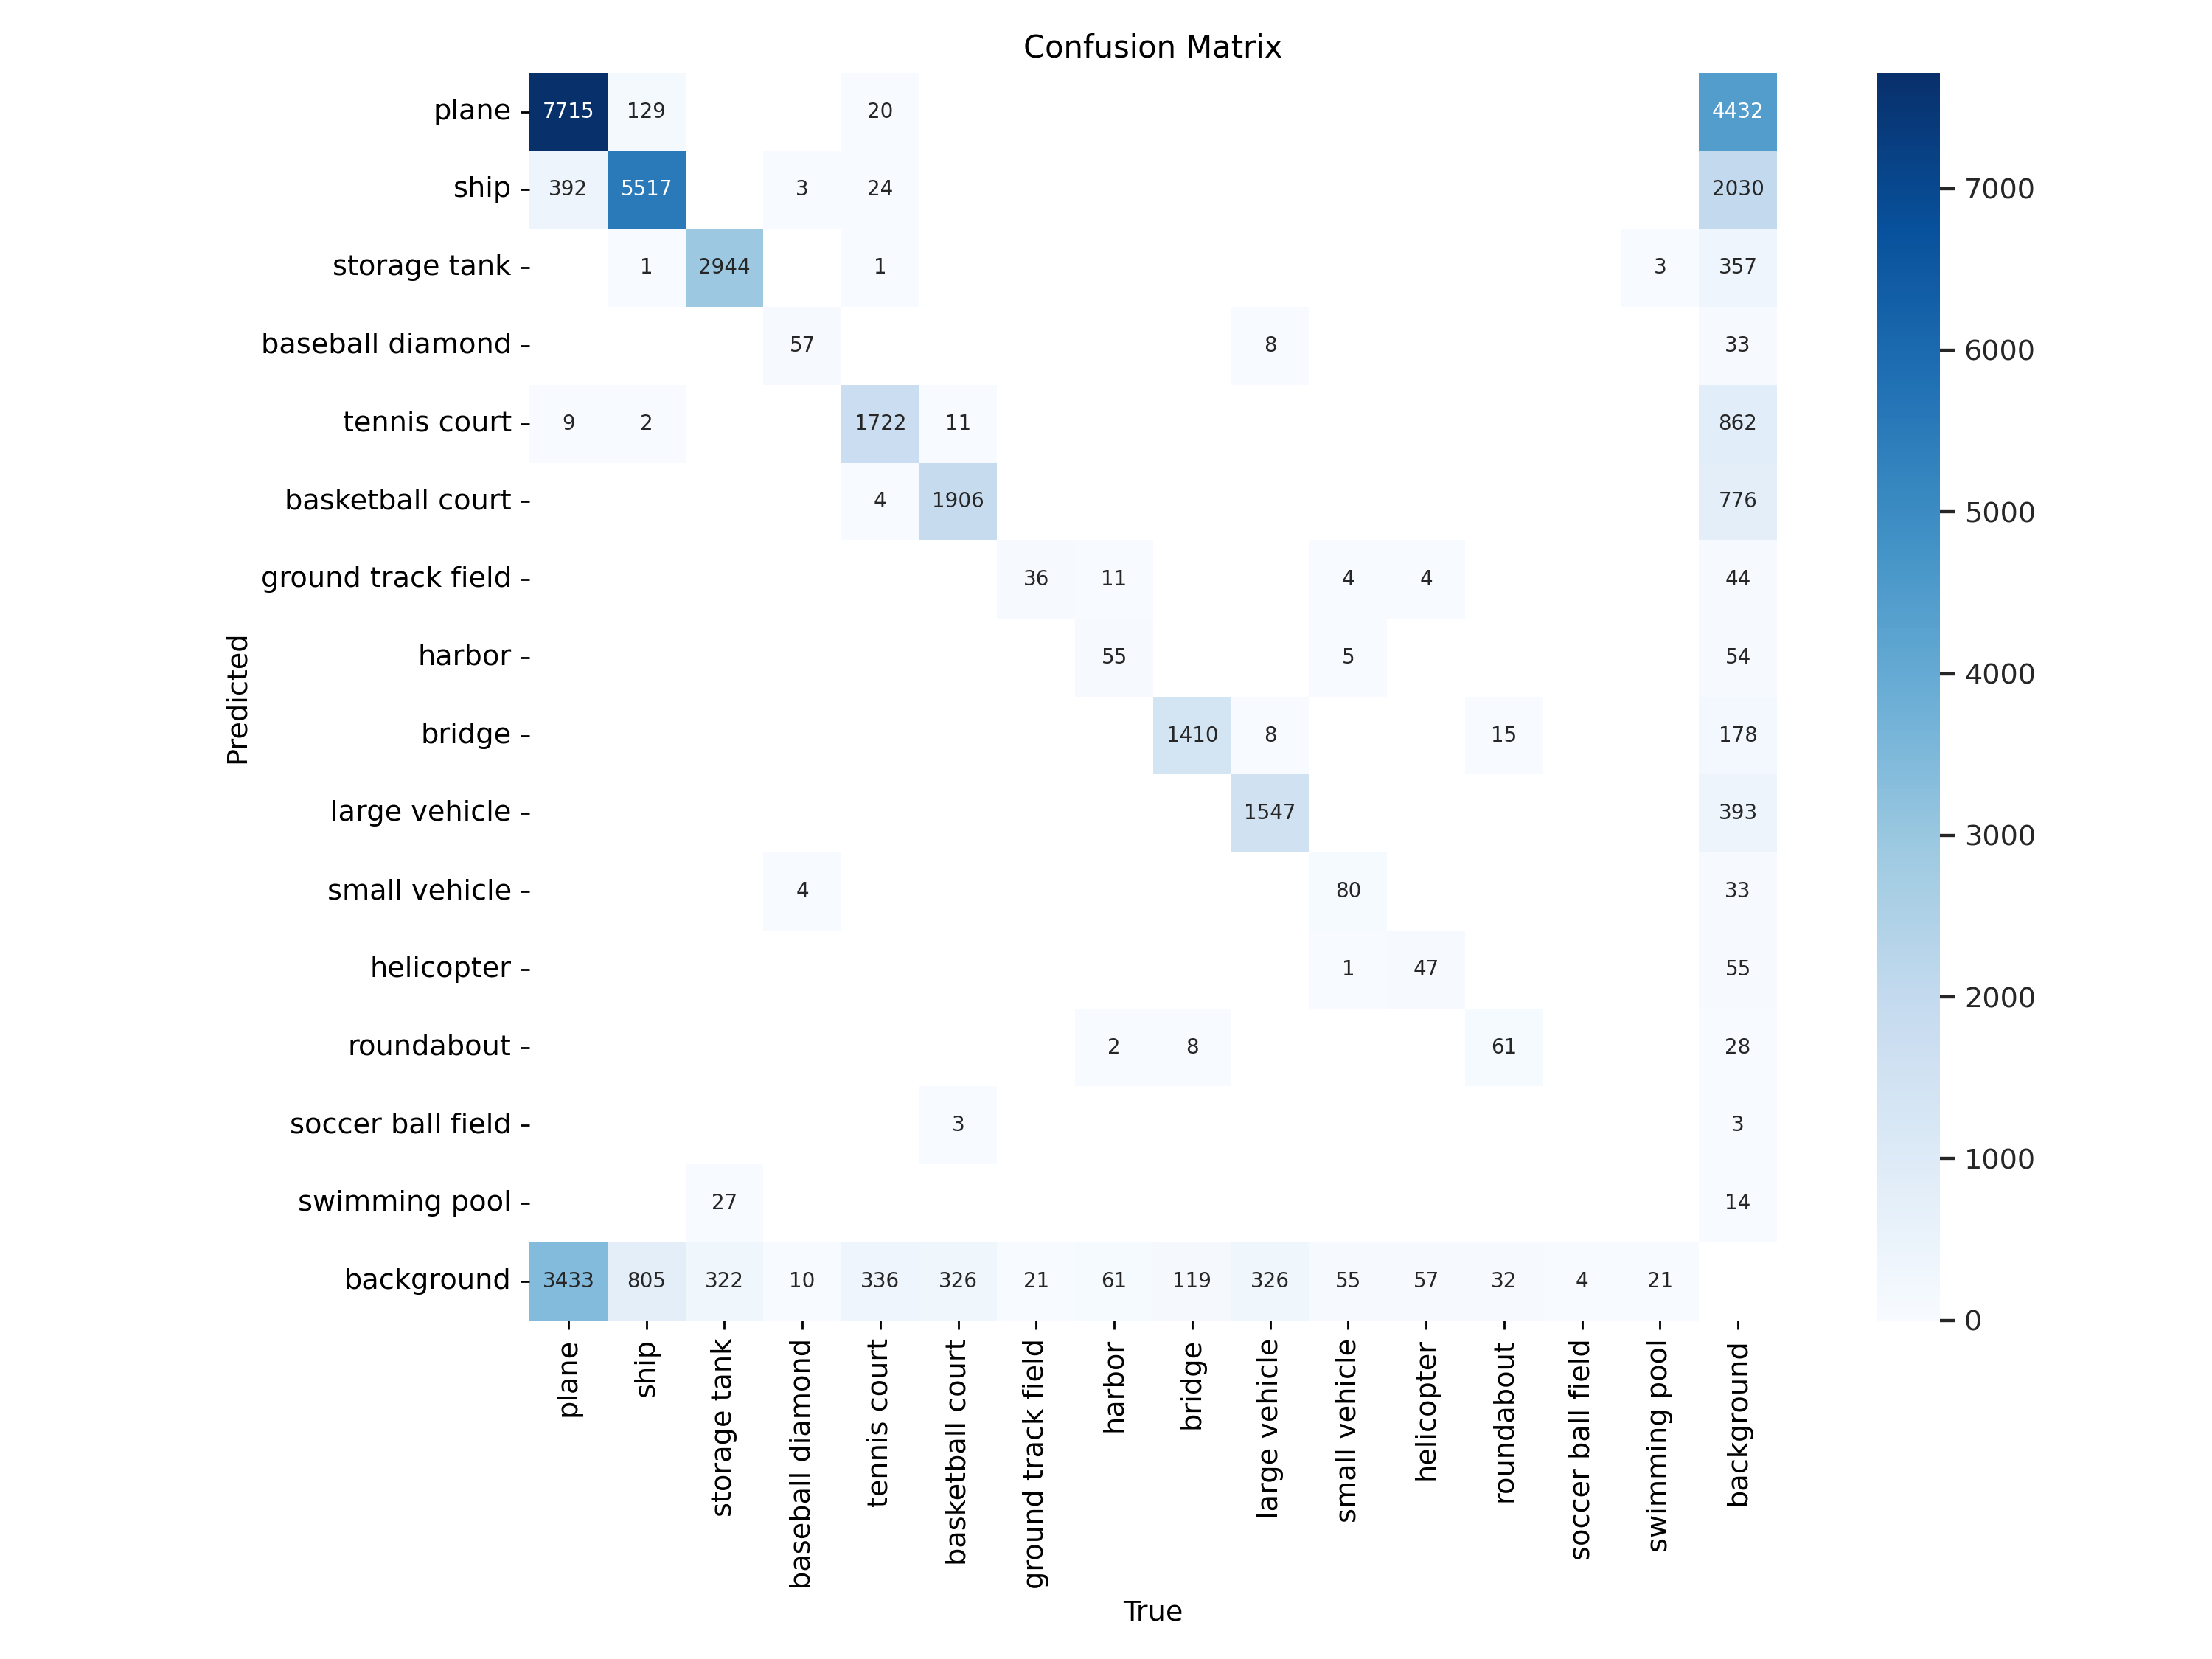 Confusion Matrix
plane 7715 129 20 4432
ship 392 5517 3 24 2030 7000
storage tank 1 2944 1 3 357
baseball diamond 57 8 33 6000
tennis court 9 2 1722 11 862
basketball court 4 1906 776 5000
ground track field 36 11 4 4 44
harbor 55 5 54 4000
Predicted
bridge 1410 8 15 178
large vehicle 1547 393 3000
small vehicle 4 80 33
helicopter 1 47 55 2000
roundabout 2 8 61 28
soccer ball field 3 3 1000
swimming pool 27 14
background 3433 805 322 10 336 326 21 61 119 326 55 57 32 4 21 0
plane
ship
storage tank
baseball diamond
tennis court
basketball court
ground track field
harbor
bridge
large vehicle
small vehicle
helicopter
roundabout
soccer ball field
swimming pool
background
True